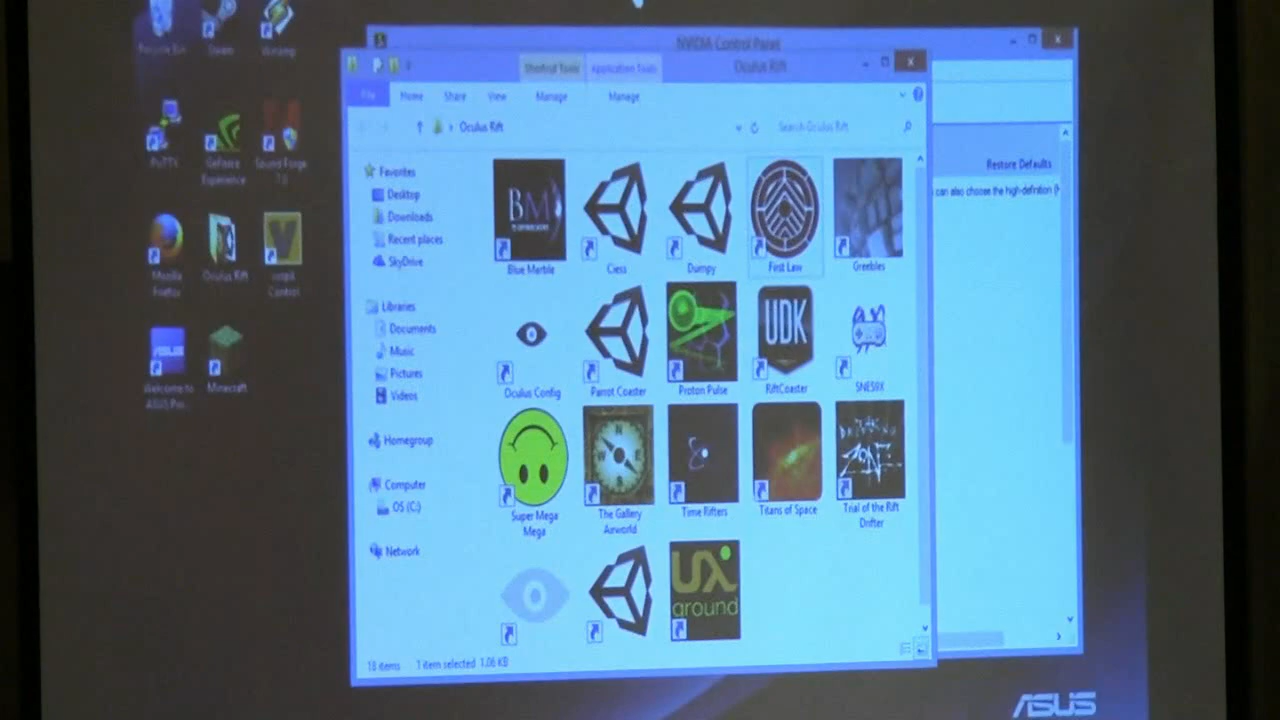 Recycle Bin
Steam
Winamp
PuTTY
GeForce
Experience
Sound Forge
7.0
Mozilla
Firefox
Oculus Rift
Control
ASUS
Welcome to
ASUS Pro...
Minecraft
NVIDIA Control Panel
Restore Defaults
can also choose the high-definition (H
Shortcut Tools
Application Tools
Oculus Rift
File
Home
Share
View
Manage
Manage
Oculus Rift
Search Oculus Rift
Favorites
Desktop
Downloads
Recent places
SkyDrive
Libraries
Documents
Music
Pictures
Videos
Homegroup
Computer
OS (C:)
Network
BM
Blue Marble
Ciess
Dumpy
First Law
Greebles
Oculus Config
Parrot Coaster
Proton Pulse
UDK
RiftCoaster
SNES9X
Super Mega
Mega
N
W E
S
The Gallery
Airworld
Time Rifters
Titans of Space
ZONE
Trial of the Rift
Drifter
UX
ground
18 items
1 item selected 1.06 KB
ASUS